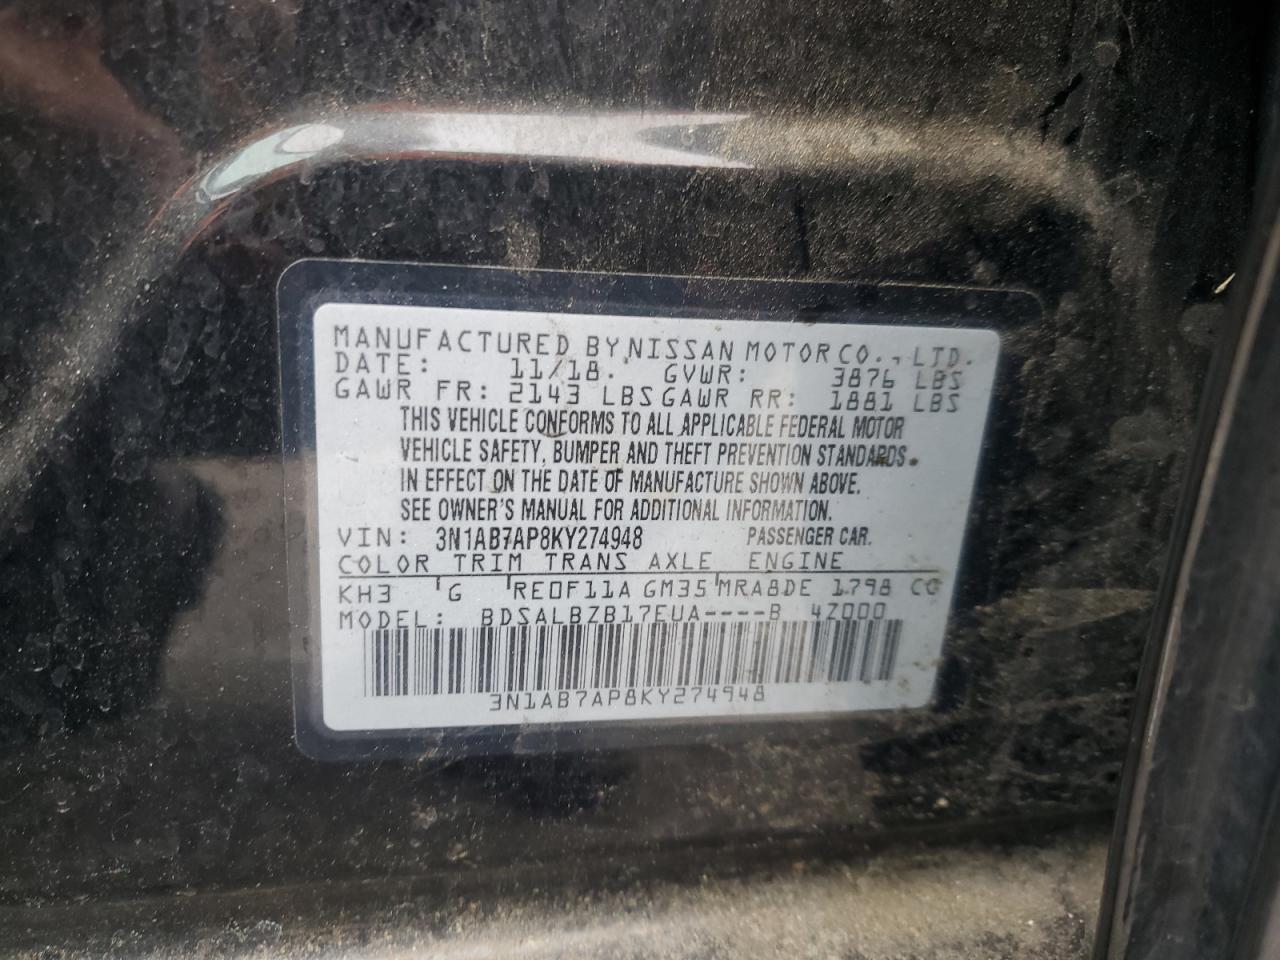 MANUFACTURED BY NISSAN MOTOR CO., LTD.
DATE: 11/18. GVWR: 3876 LBS
GAWR FR: 2143 LBS GAWR RR: 1881 LBS
THIS VEHICLE CONFORMS TO ALL APPLICABLE FEDERAL MOTOR
VEHICLE SAFETY, BUMPER AND THEFT PREVENTION STANDARDS
IN EFFECT ON THE DATE OF MANUFACTURE SHOWN ABOVE.
SEE OWNER'S MANUAL FOR ADDITIONAL INFORMATION.
VIN: 3N1AB7AP8KY274948 PASSENGER CAR.
COLOR TRIM TRANS AXLE ENGINE
KH3 G RE0F11A GM35 MRA8DE 1.798 CC
MODEL: BDSALBZB17EUA----B 4Z000
3N1AB7AP8KY274948